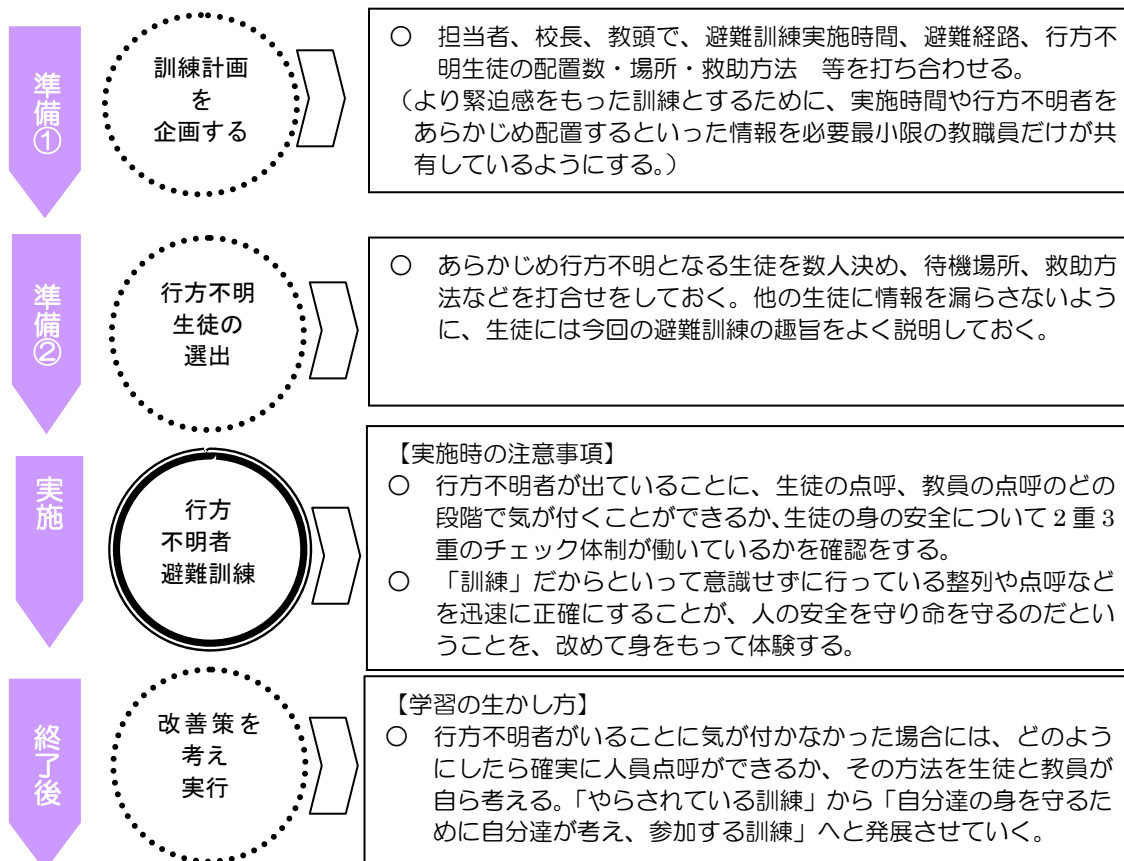 準備①
訓練計画
を
企画する
○　担当者、校長、教頭で、避難訓練実施時間、避難経路、行方不
明生徒の配置数・場所・救助方法　等を打ち合わせる。
（より緊迫感をもった訓練とするために、実施時間や行方不明者を
あらかじめ配置するといった情報を必要最小限の教職員だけが共
有しているようにする。）
準備②
行方不明
生徒の
選出
○　あらかじめ行方不明となる生徒を数人決め、待機場所、救助方
法などを打合せをしておく。他の生徒に情報を漏らさないよう
に、生徒には今回の避難訓練の趣旨をよく説明しておく。
実施
行方
不明者
避難訓練
【実施時の注意事項】
○　行方不明者が出ていることに、生徒の点呼、教員の点呼のどの
段階で気が付くことができるか、生徒の身の安全について２重３
重のチェック体制が働いているかを確認をする。
○　「訓練」だからといって意識せずに行っている整列や点呼など
を迅速に正確にすることが、人の安全を守り命を守るのだとい
うことを、改めて身をもって体験する。
終了後
改善策を
考え
実行
【学習の生かし方】
○　行方不明者がいることに気が付かなかった場合には、どのよう
にしたら確実に人員点呼ができるか、その方法を生徒と教員が
自ら考える。「やらされている訓練」から「自分達の身を守るた
めに自分達が考え、参加する訓練」へと発展させていく。